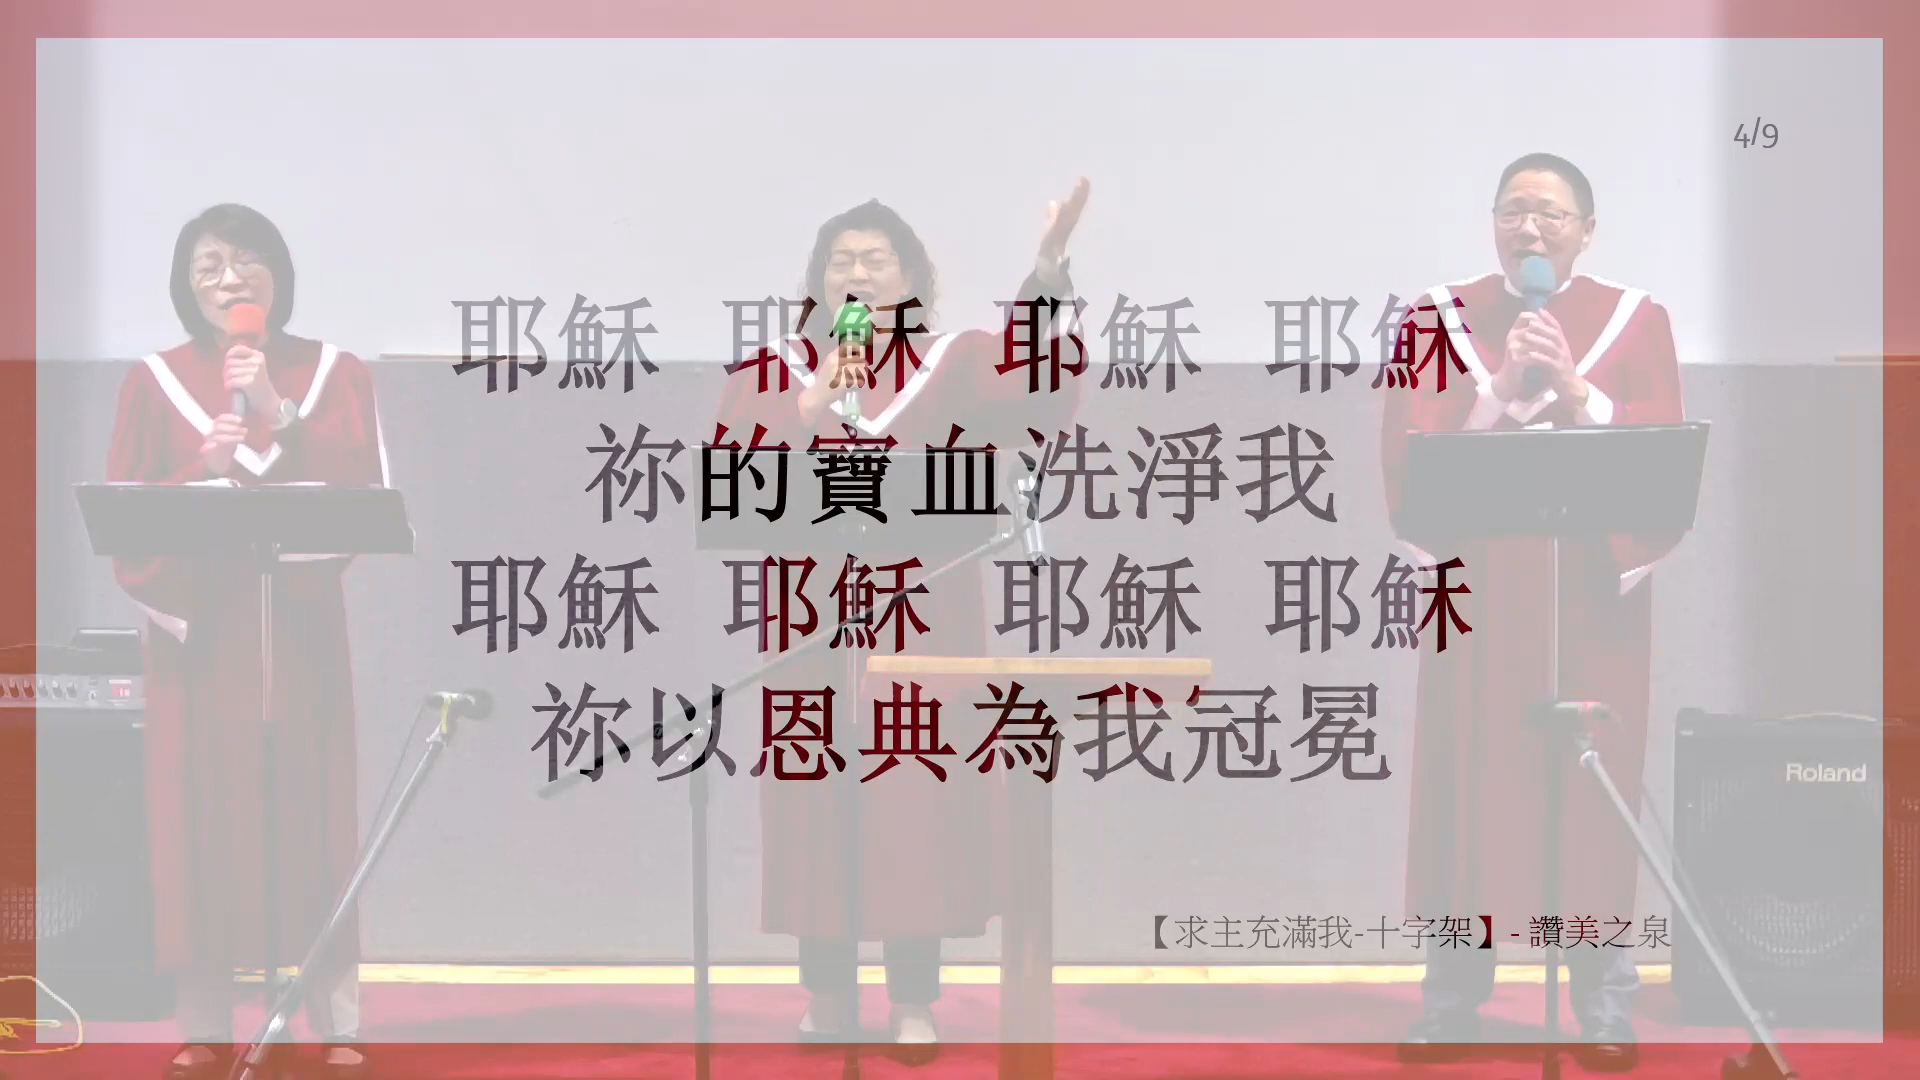 4/9
耶穌 耶穌 耶穌 耶穌
祢的寶血洗淨我
耶穌 耶穌 耶穌 耶穌
祢以恩典為我冠冕
Roland
【求主充滿我-十字架】- 讚美之泉